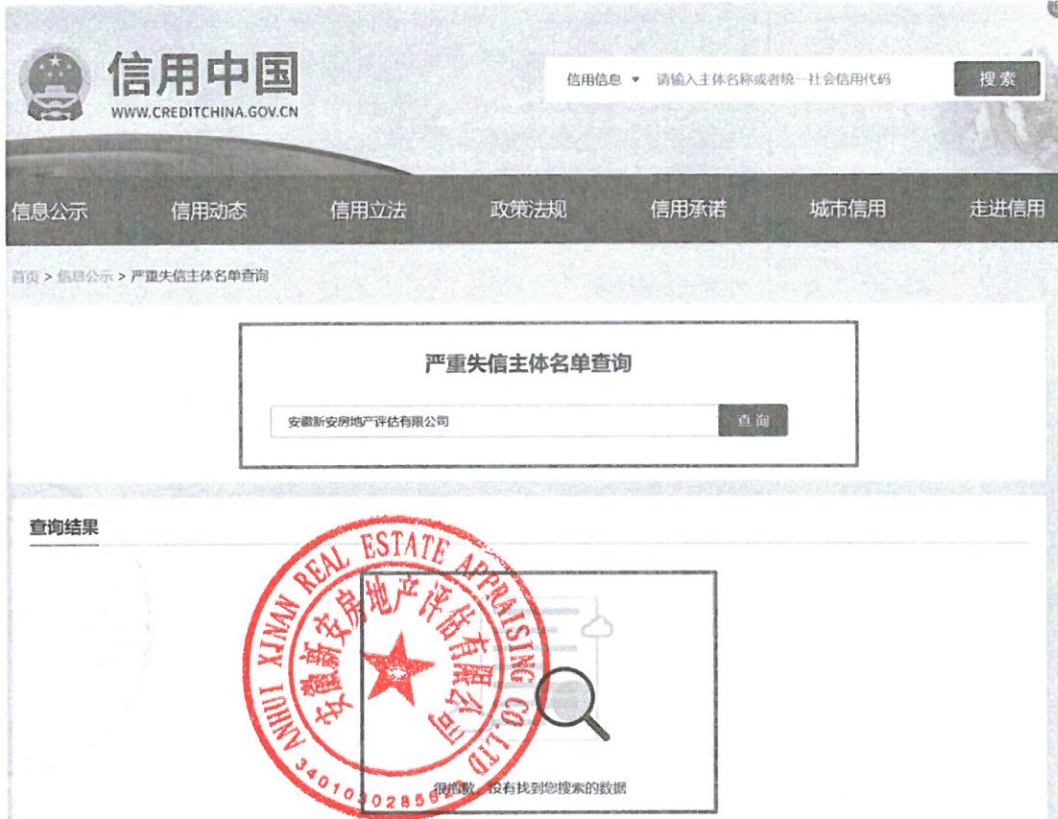 信用中国
WWW.CREDITCHINA.GOV.CN
信用信息 请输入主体名称或者统一社会信用代码 搜索
信息公示 信用动态 信用立法 政策法规 信用承诺 城市信用 走进信用
首页 > 信息公示 > 严重失信主体名单查询
严重失信主体名单查询
安徽新安房地产评估有限公司 查询
查询结果
ANHUI XINAN REAL ESTATE APPRAISING CO.LTD
安徽新安房地产评估有限公司
很抱歉，没有找到您搜索的数据